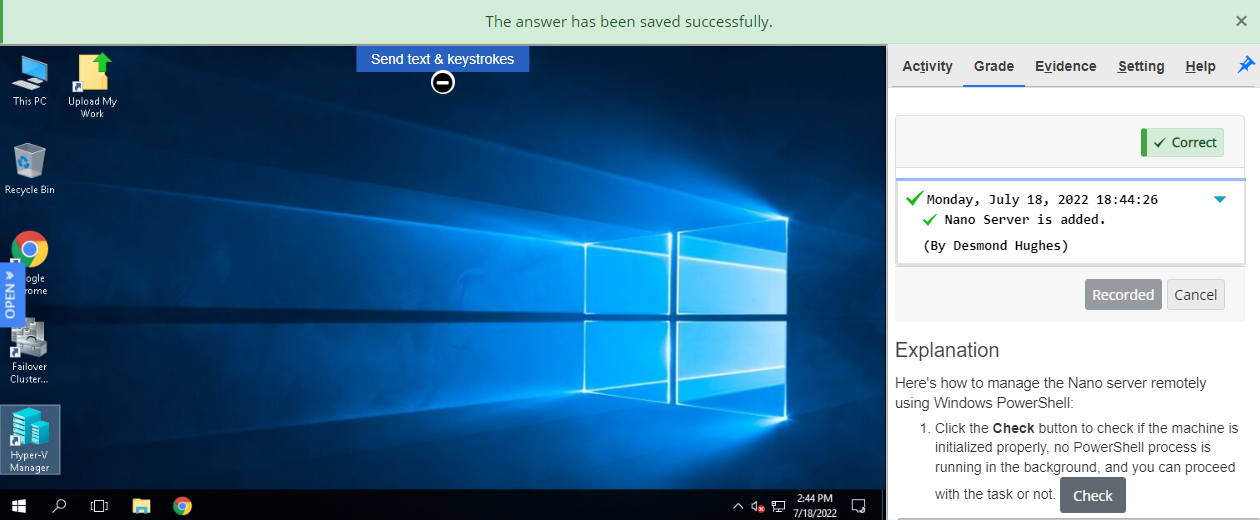 The answer has been saved successfully.
×
Send text & keystrokes
This PC
Upload My
Work
Recycle Bin
ogle
rome
OPEN
Failover
Cluster...
Hyper-V
Manager
2:44 PM
7/18/2022
Activity Grade Evidence Setting Help
Correct
Monday, July 18, 2022 18:44:26
Nano Server is added.
(By Desmond Hughes)
Recorded Cancel
Explanation
Here's how to manage the Nano server remotely
using Windows PowerShell:
1. Click the Check button to check if the machine is
initialized properly, no PowerShell process is
running in the background, and you can proceed
with the task or not. Check